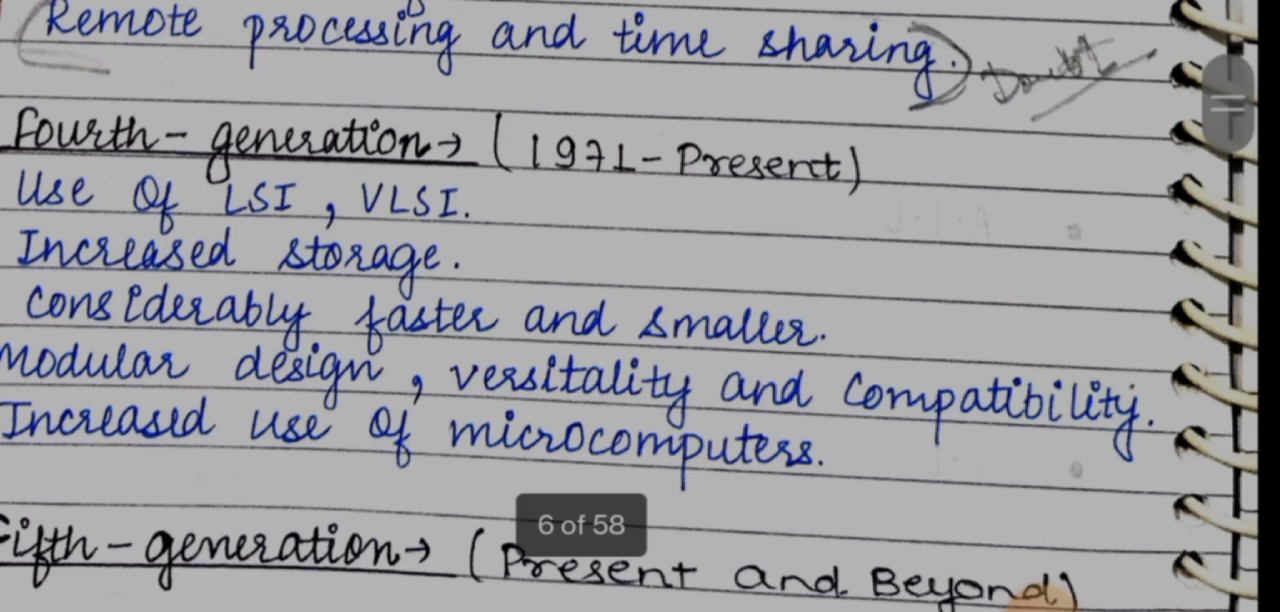 Remote processing and time sharing.) Doubt
Fourth-generation→ (1971-Present)
Use Of LSI, VLSI.
Increased storage.
Considerably faster and smaller.
Modular design, versitality and Compatibility.
Increased use of microcomputers.
6 of 58
Fifth-generation→ (Present and Beyond)